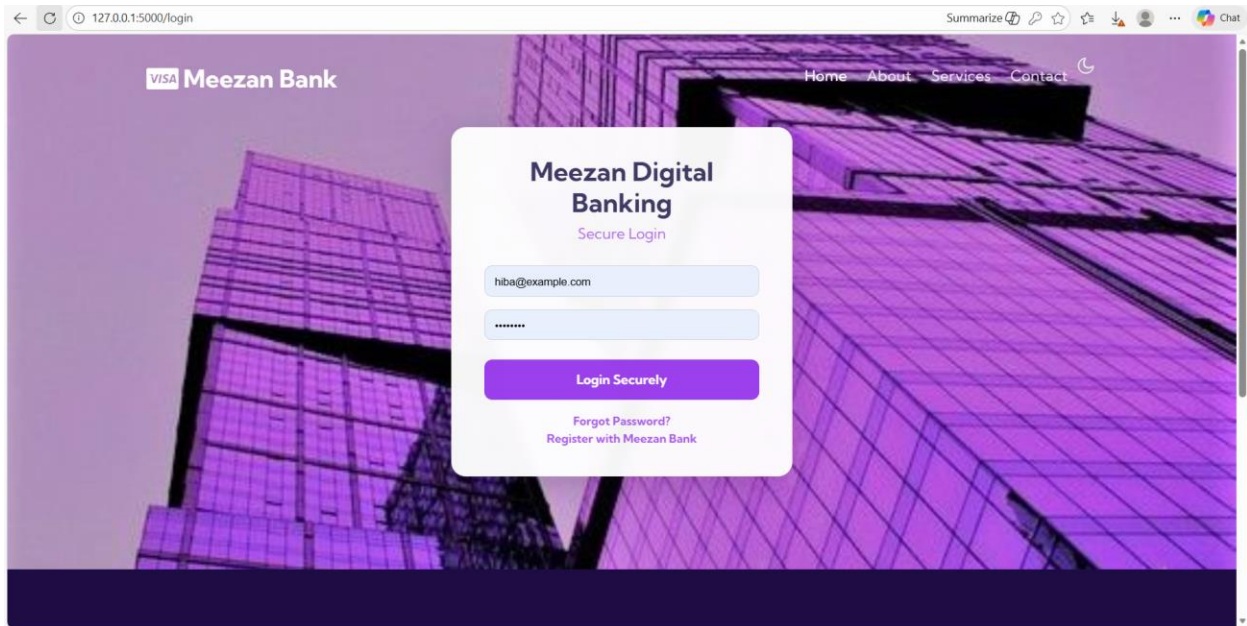 127.0.0.1:5000/login
Summarize
Chat
VISA Meezan Bank
Home About Services Contact
Meezan Digital
Banking
Secure Login
hiba@example.com
••••••••
Login Securely
Forgot Password?
Register with Meezan Bank